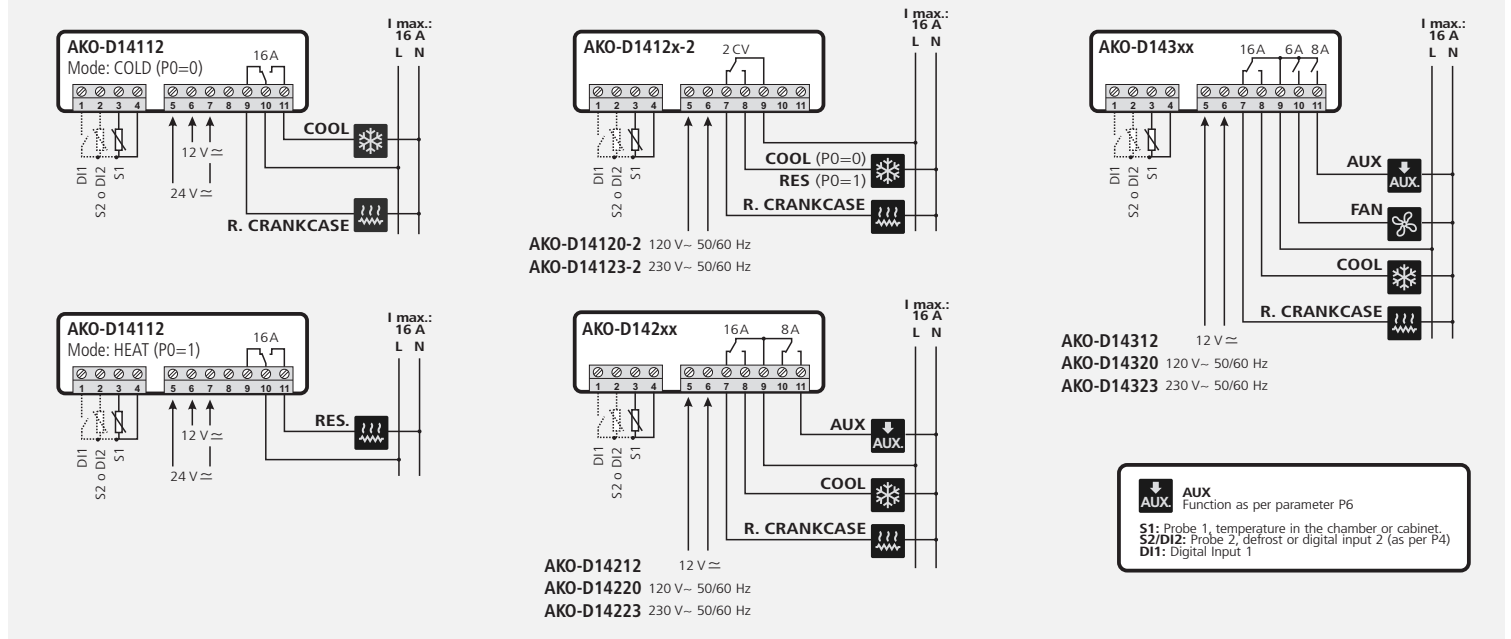 AKO-D14112
Mode: COLD (P0=0)
16 A
I max.:
16 A
L N
1 2 3 4 5 6 7 8 9 10 11
COOL
12 V ≂
24 V ≂
DI1
S2 o DI2
S1
R. CRANKCASE
AKO-D1412x-2
2 CV
I max.:
16 A
L N
1 2 3 4 5 6 7 8 9 10 11
COOL (P0=0)
RES (P0=1)
R. CRANKCASE
DI1
S2 o DI2
S1
AKO-D14120-2 120 V~ 50/60 Hz
AKO-D14123-2 230 V~ 50/60 Hz
AKO-D143xx
16 A 6 A 8 A
I max.:
16 A
L N
1 2 3 4 5 6 7 8 9 10 11
DI1
S2 o DI2
S1
AUX
AUX.
FAN
COOL
R. CRANKCASE
AKO-D14312 12 V ≂
AKO-D14320 120 V~ 50/60 Hz
AKO-D14323 230 V~ 50/60 Hz
AKO-D14112
Mode: HEAT (P0=1)
16 A
I max.:
16 A
L N
1 2 3 4 5 6 7 8 9 10 11
RES.
12 V ≂
24 V ≂
DI1
S2 o DI2
S1
AKO-D142xx
16 A 8 A
I max.:
16 A
L N
1 2 3 4 5 6 7 8 9 10 11
DI1
S2 o DI2
S1
AUX
AUX.
COOL
R. CRANKCASE
AKO-D14212 12 V ≂
AKO-D14220 120 V~ 50/60 Hz
AKO-D14223 230 V~ 50/60 Hz
AUX.
AUX
Function as per parameter P6
S1: Probe 1, temperature in the chamber or cabinet.
S2/DI2: Probe 2, defrost or digital input 2 (as per P4)
DI1: Digital Input 1